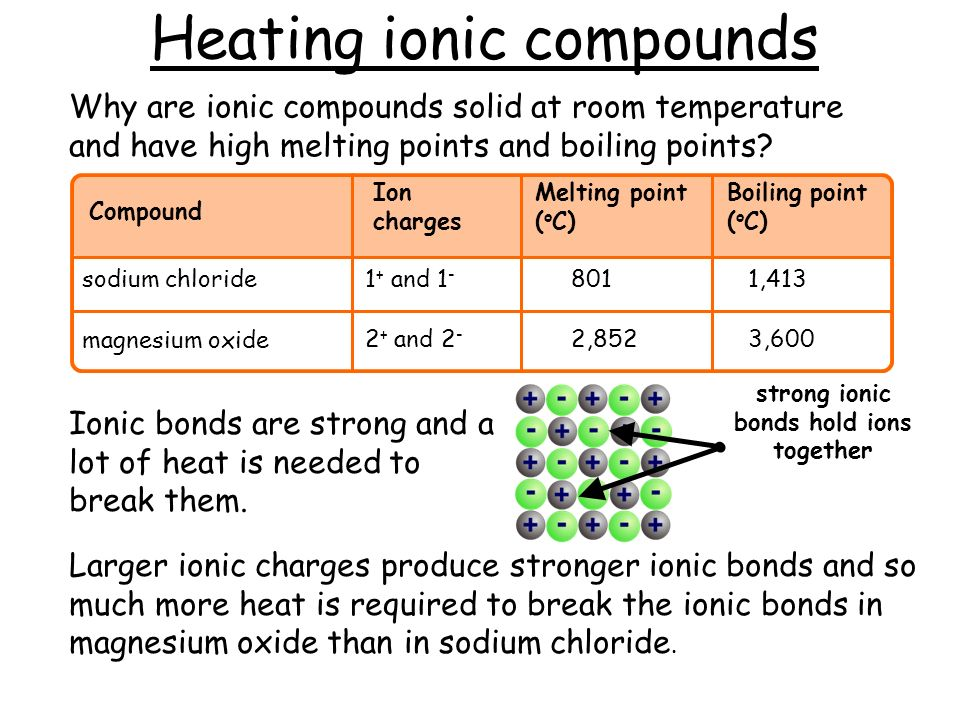 Heating ionic compounds
Why are ionic compounds solid at room temperature
and have high melting points and boiling points?
Compound
Ion
charges
Melting point
(°C)
Boiling point
(°C)
sodium chloride
1⁺ and 1⁻
801
1,413
magnesium oxide
2⁺ and 2⁻
2,852
3,600
Ionic bonds are strong and a
lot of heat is needed to
break them.
+ - + - +
- + - + -
+ - + - +
- + + -
+ - + - +
strong ionic
bonds hold ions
together
Larger ionic charges produce stronger ionic bonds and so
much more heat is required to break the ionic bonds in
magnesium oxide than in sodium chloride.